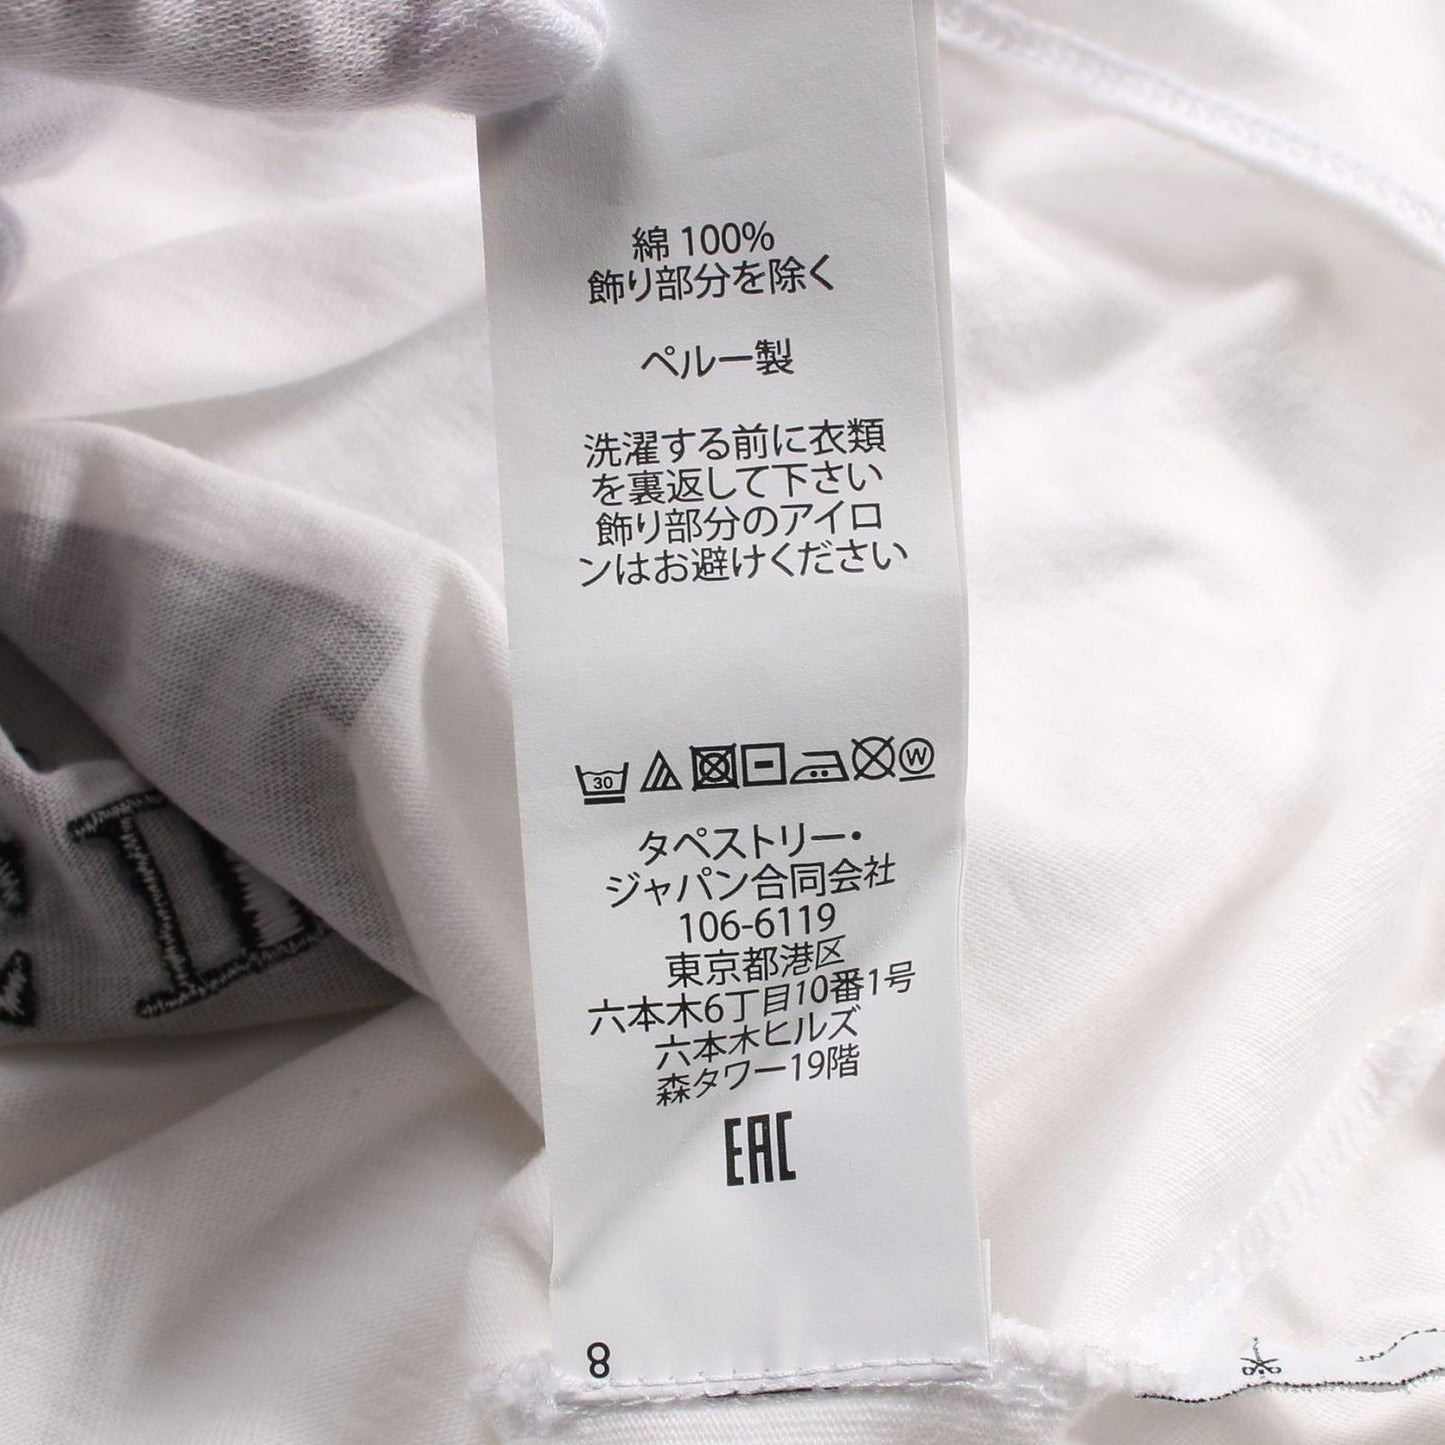 綿 100%
飾り部分を除く
ペルー製
洗濯する前に衣類
を裏返して下さい
飾り部分のアイロ
ンはお避けください
30
W
タペストリー・
ジャパン合同会社
106-6119
東京都港区
六本木6丁目10番1号
六本木ヒルズ
森タワー19階
EAC
8